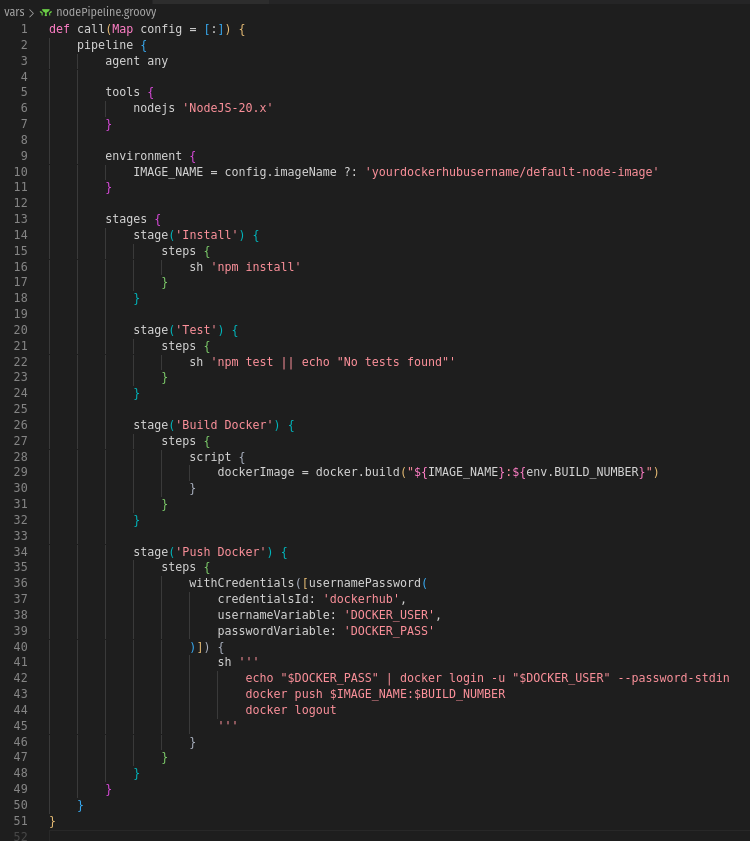 vars > nodePipeline.groovy
1 def call(Map config = [:]) {
2     pipeline {
3         agent any
4
5         tools {
6             nodejs 'NodeJS-20.x'
7         }
8
9         environment {
10             IMAGE_NAME = config.imageName ?: 'yourdockerhubusername/default-node-image'
11         }
12
13         stages {
14             stage('Install') {
15                 steps {
16                     sh 'npm install'
17                 }
18             }
19
20             stage('Test') {
21                 steps {
22                     sh 'npm test || echo "No tests found"'
23                 }
24             }
25
26             stage('Build Docker') {
27                 steps {
28                     script {
29                         dockerImage = docker.build("${IMAGE_NAME}:${env.BUILD_NUMBER}")
30                     }
31                 }
32             }
33
34             stage('Push Docker') {
35                 steps {
36                     withCredentials([usernamePassword(
37                         credentialsId: 'dockerhub',
38                         usernameVariable: 'DOCKER_USER',
39                         passwordVariable: 'DOCKER_PASS'
40                     )]) {
41                         sh '''
42                             echo "$DOCKER_PASS" | docker login -u "$DOCKER_USER" --password-stdin
43                             docker push $IMAGE_NAME:$BUILD_NUMBER
44                             docker logout
45                         '''
46                     }
47                 }
48             }
49         }
50     }
51 }
52